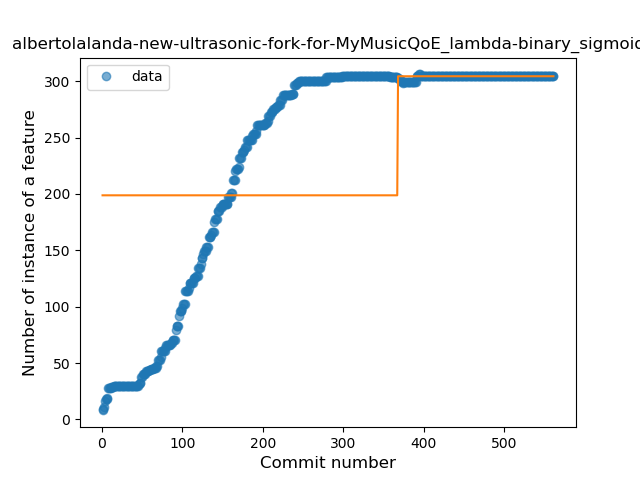 albertolalanda-new-ultrasonic-fork-for-MyMusicQoE_lambda-binary_sigmoid
data
Number of instance of a feature
300
250
200
150
100
50
0
0 100 200 300 400 500
Commit number